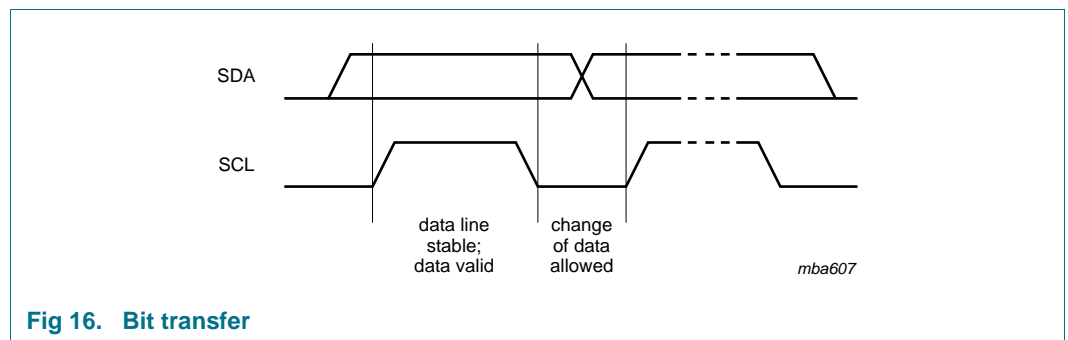 SDA
SCL
data line
stable;
data valid
change
of data
allowed
mba607
Fig 16. Bit transfer